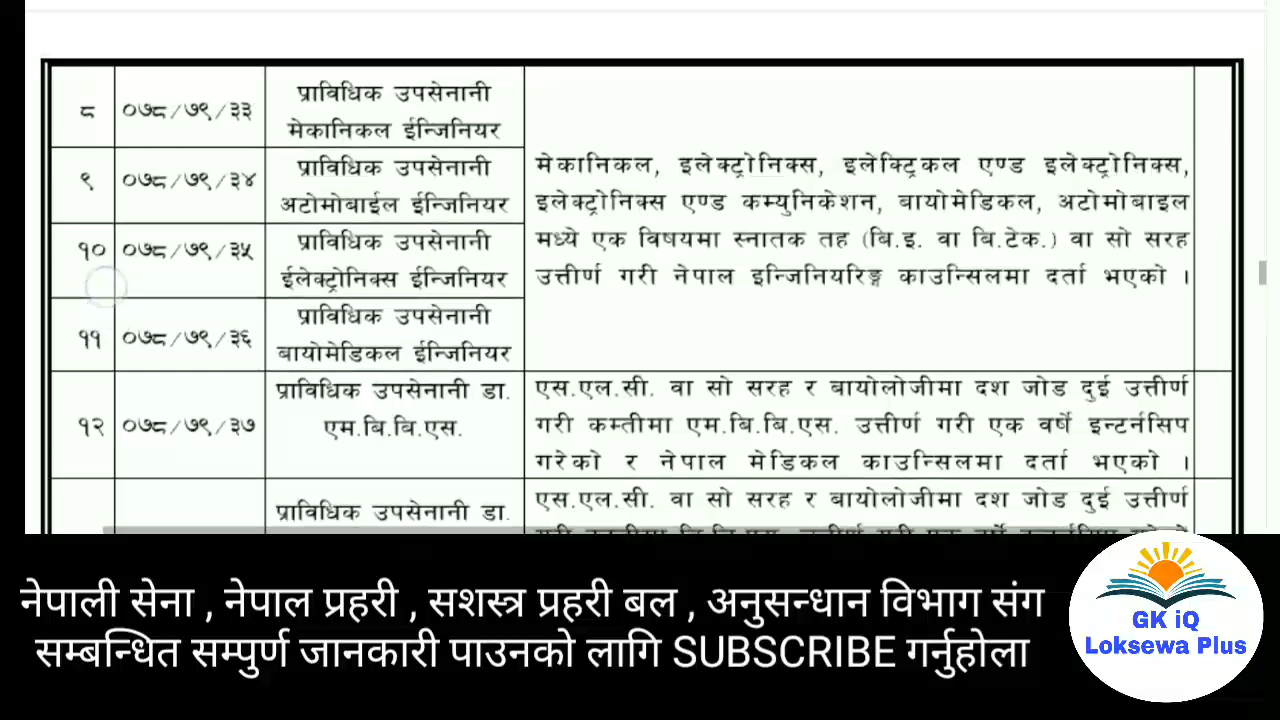 ८ ०७८/७९/३३ प्राविधिक उपसेनानी
मेकानिकल ईन्जिनियर
९ ०७८/७९/३४ प्राविधिक उपसेनानी
अटोमोबाईल ईन्जिनियर
१० ०७८/७९/३५ प्राविधिक उपसेनानी
ईलेक्ट्रोनिक्स ईन्जिनियर
११ ०७८/७९/३६ प्राविधिक उपसेनानी
बायोमेडिकल ईन्जिनियर
मेकानिकल, इलेक्ट्रोनिक्स, इलेक्ट्रिकल एण्ड इलेक्ट्रोनिक्स,
इलेक्ट्रोनिक्स एण्ड कम्युनिकेशन, बायोमेडिकल, अटोमोबाइल
मध्ये एक विषयमा स्नातक तह (बि.इ. वा बि.टेक.) वा सो सरह
उत्तीर्ण गरी नेपाल इन्जिनियरिङ्ग काउन्सिलमा दर्ता भएको ।
१२ ०७८/७९/३७ प्राविधिक उपसेनानी डा.
एम.बि.बि.एस.
एस.एल.सी. वा सो सरह र बायोलोजीमा दश जोड दुई उत्तीर्ण
गरी कम्तीमा एम.बि.बि.एस. उत्तीर्ण गरी एक वर्षे इन्टर्नसिप
गरेको र नेपाल मेडिकल काउन्सिलमा दर्ता भएको ।
प्राविधिक उपसेनानी डा.
एस.एल.सी. वा सो सरह र बायोलोजीमा दश जोड दुई उत्तीर्ण
नेपाली सेना , नेपाल प्रहरी , सशस्त्र प्रहरी बल , अनुसन्धान विभाग संग
सम्बन्धित सम्पुर्ण जानकारी पाउनको लागि SUBSCRIBE गर्नुहोला
GK iQ
Loksewa Plus